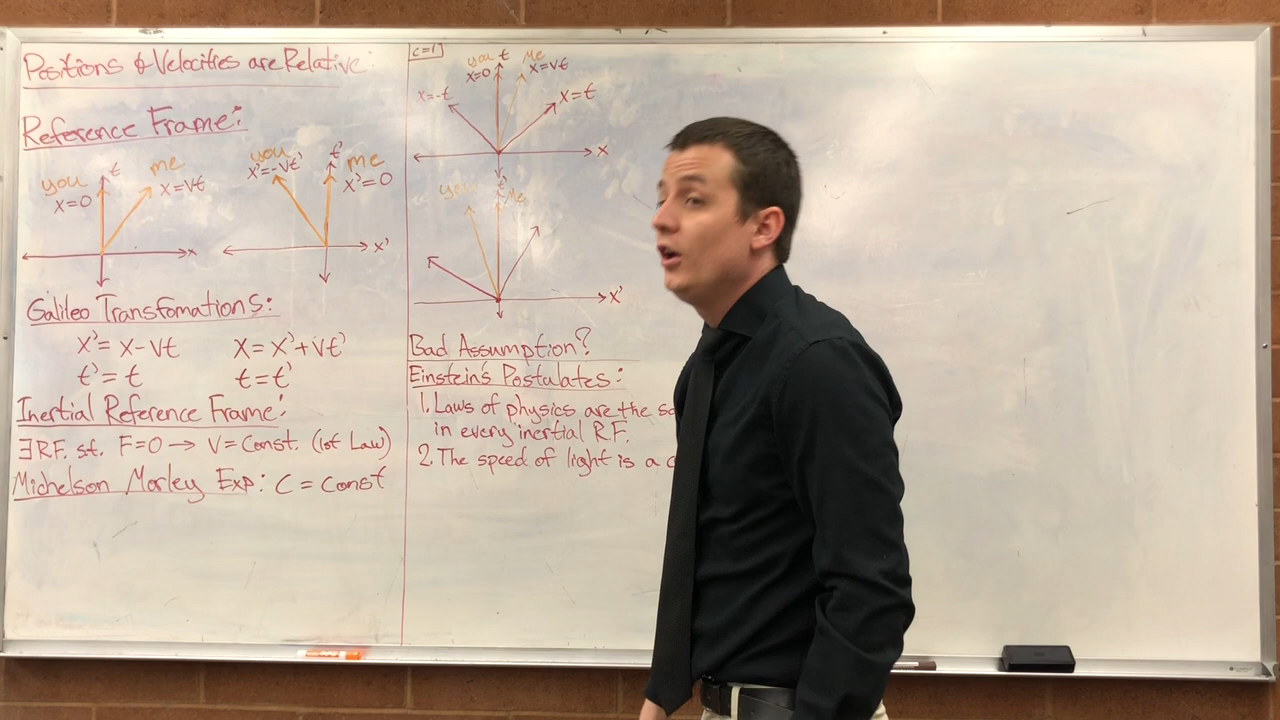 Positions & Velocities are Relative:
Reference Frame:
you
x=0
t
me
x=vt
x
you
x'=-vt'
t'
me
x'=0
x'
Galileo Transfomations:
x'=x-vt x=x'+vt'
t'=t t=t'
Inertial Reference Frame:
∃R.F. st. F=0→ V=Const. (1st Law)
Michelson Morley Exp: C = Const
c=1
you t me
x=0 x=vt
x=-t x=t
x
you t' Me
x'
Bad Assumption?
Einstein's Postulates:
1. Laws of physics are the
in every inertial R.F.
2. The speed of light is a